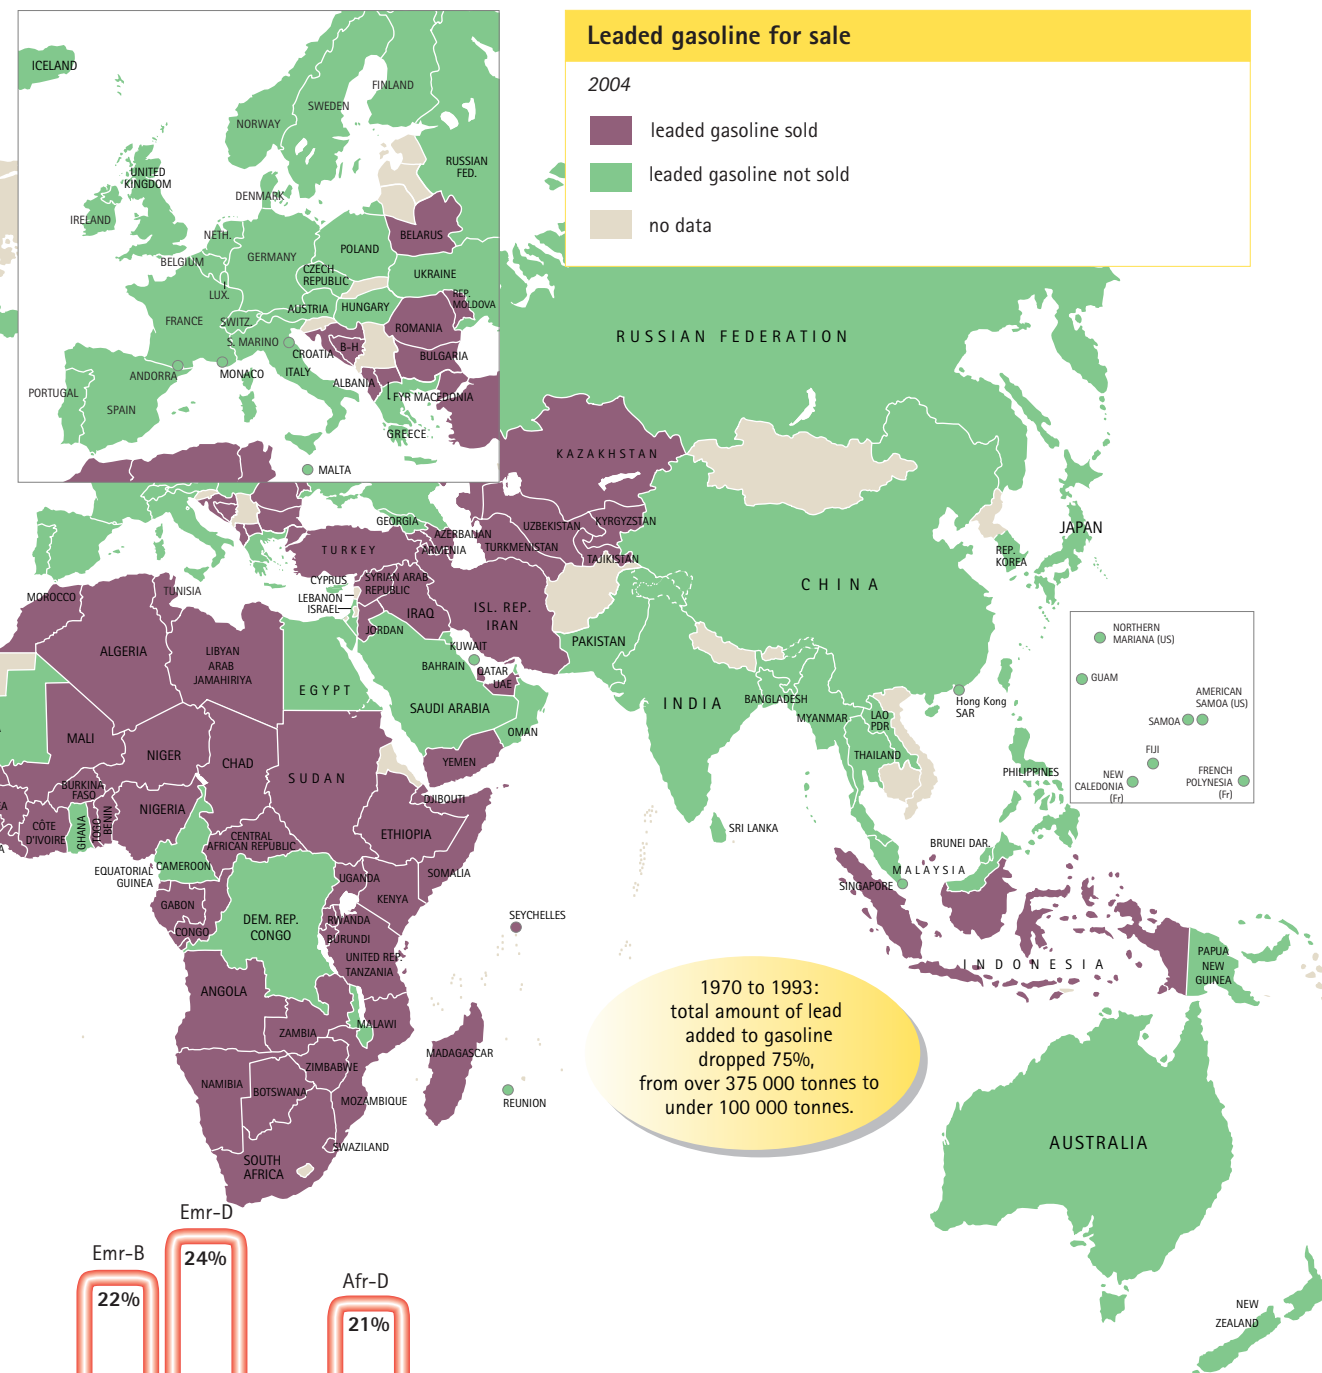 Leaded gasoline for sale
2004
leaded gasoline sold
leaded gasoline not sold
no data
ICELAND
FINLAND
SWEDEN
NORWAY
RUSSIAN
FED.
UNITED
KINGDOM
DENMARK
IRELAND
NETH.
BELARUS
POLAND
BELGIUM
GERMANY
CZECH
REPUBLIC
UKRAINE
LUX.
AUSTRIA
HUNGARY
REP.
MOLDOVA
FRANCE
SWITZ.
ROMANIA
S. MARINO
CROATIA
B-H
BULGARIA
ANDORRA
MONACO
ITALY
ALBANIA
PORTUGAL
SPAIN
FYR MACEDONIA
GREECE
MALTA
RUSSIAN FEDERATION
KAZAKHSTAN
GEORGIA
AZERBAIJAN
ARMENIA
UZBEKISTAN
KYRGYZSTAN
TURKMENISTAN
TAJIKISTAN
TURKEY
JAPAN
REP.
KOREA
CHINA
CYPRUS
SYRIAN ARAB
REPUBLIC
LEBANON
ISRAEL
MOROCCO
TUNISIA
IRAQ
ISL. REP.
IRAN
JORDAN
PAKISTAN
KUWAIT
ALGERIA
LIBYAN
ARAB
JAMAHIRIYA
BAHRAIN
QATAR
UAE
EGYPT
SAUDI ARABIA
OMAN
INDIA
BANGLADESH
MYANMAR
LAO
PDR
Hong Kong
SAR
THAILAND
PHILIPPINES
NORTHERN
MARIANA (US)
GUAM
AMERICAN
SAMOA (US)
SAMOA
FIJI
NEW
CALEDONIA
(Fr)
FRENCH
POLYNESIA
(Fr)
MALI
NIGER
CHAD
SUDAN
YEMEN
DJIBOUTI
BURKINA
FASO
NIGERIA
CÔTE
D'IVOIRE
GHANA
TOGO
BENIN
CENTRAL
AFRICAN REPUBLIC
ETHIOPIA
SRI LANKA
BRUNEI DAR.
MALAYSIA
SINGAPORE
EQUATORIAL
GUINEA
CAMEROON
UGANDA
SOMALIA
GABON
KENYA
DEM. REP.
CONGO
CONGO
RWANDA
BURUNDI
SEYCHELLES
UNITED REP.
TANZANIA
INDONESIA
PAPUA
NEW
GUINEA
ANGOLA
ZAMBIA
MALAWI
MADAGASCAR
ZIMBABWE
NAMIBIA
BOTSWANA
MOZAMBIQUE
REUNION
SWAZILAND
SOUTH
AFRICA
1970 to 1993:
total amount of lead
added to gasoline
dropped 75%,
from over 375 000 tonnes to
under 100 000 tonnes.
AUSTRALIA
NEW
ZEALAND
Emr-D
24%
Emr-B
22%
Afr-D
21%